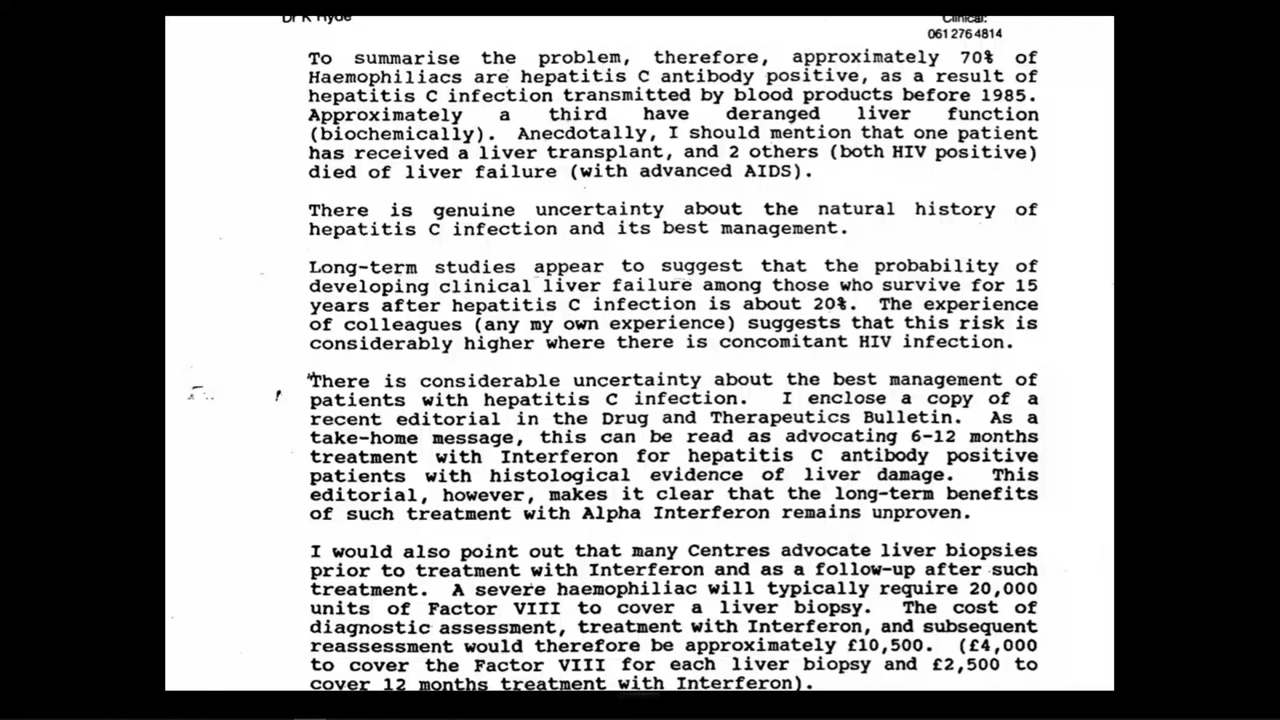 Dr K Hyde
Clinical:
061 276 4814
To summarise the problem, therefore, approximately 70% of
Haemophiliacs are hepatitis C antibody positive, as a result of
hepatitis C infection transmitted by blood products before 1985.
Approximately a third have deranged liver function
(biochemically). Anecdotally, I should mention that one patient
has received a liver transplant, and 2 others (both HIV positive)
died of liver failure (with advanced AIDS).
There is genuine uncertainty about the natural history of
hepatitis C infection and its best management.
Long-term studies appear to suggest that the probability of
developing clinical liver failure among those who survive for 15
years after hepatitis C infection is about 20%. The experience
of colleagues (any my own experience) suggests that this risk is
considerably higher where there is concomitant HIV infection.
There is considerable uncertainty about the best management of
patients with hepatitis C infection. I enclose a copy of a
recent editorial in the Drug and Therapeutics Bulletin. As a
take-home message, this can be read as advocating 6-12 months
treatment with Interferon for hepatitis C antibody positive
patients with histological evidence of liver damage. This
editorial, however, makes it clear that the long-term benefits
of such treatment with Alpha Interferon remains unproven.
I would also point out that many Centres advocate liver biopsies
prior to treatment with Interferon and as a follow-up after such
treatment. A severe haemophiliac will typically require 20,000
units of Factor VIII to cover a liver biopsy. The cost of
diagnostic assessment, treatment with Interferon, and subsequent
reassessment would therefore be approximately £10,500. (£4,000
to cover the Factor VIII for each liver biopsy and £2,500 to
cover 12 months treatment with Interferon).